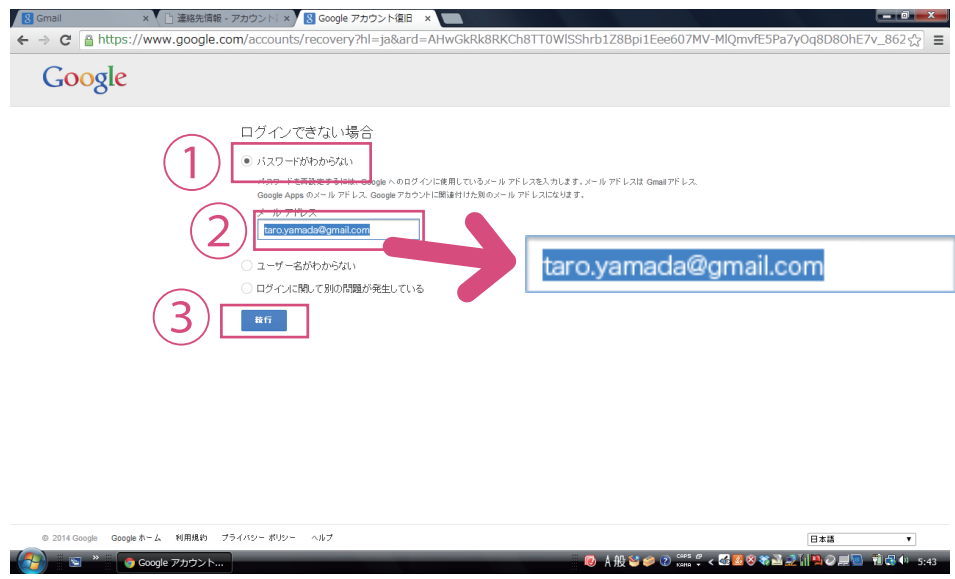 Gmail
連絡先情報 - アカウント
Google アカウント復旧
https://www.google.com/accounts/recovery?hl=ja&ard=AHwGkRk8RKCh8TT0WlSShrb1Z8Bpi1Eee607MV-MlQmvfE5Pa7yOq8D8OhE7v_862
Google
ログインできない場合
1
パスワードがわからない
パスワードを再設定するには、Google へのログインに使用しているメール アドレスを入力します。メール アドレスは Gmail アドレス、
Google Apps のメール アドレス、Google アカウントに関連付けた別のメール アドレスになります。
メール アドレス
2
taro.yamada@gmail.com
taro.yamada@gmail.com
ユーザー名がわからない
ログインに関して別の問題が発生している
3
続行
© 2014 Google Google ホーム 利用規約 プライバシー ポリシー ヘルプ
日本語
Google アカウント...
A 般
CAPS
KANA
5:43